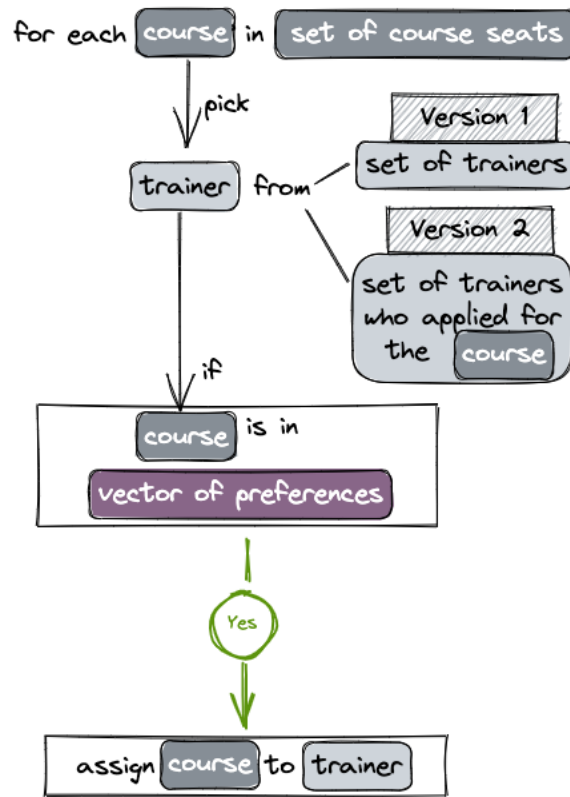 for each course in set of course seats
pick
Version 1
trainer from set of trainers
Version 2
set of trainers
who applied for
the course
if
course is in
vector of preferences
Yes
assign course to trainer